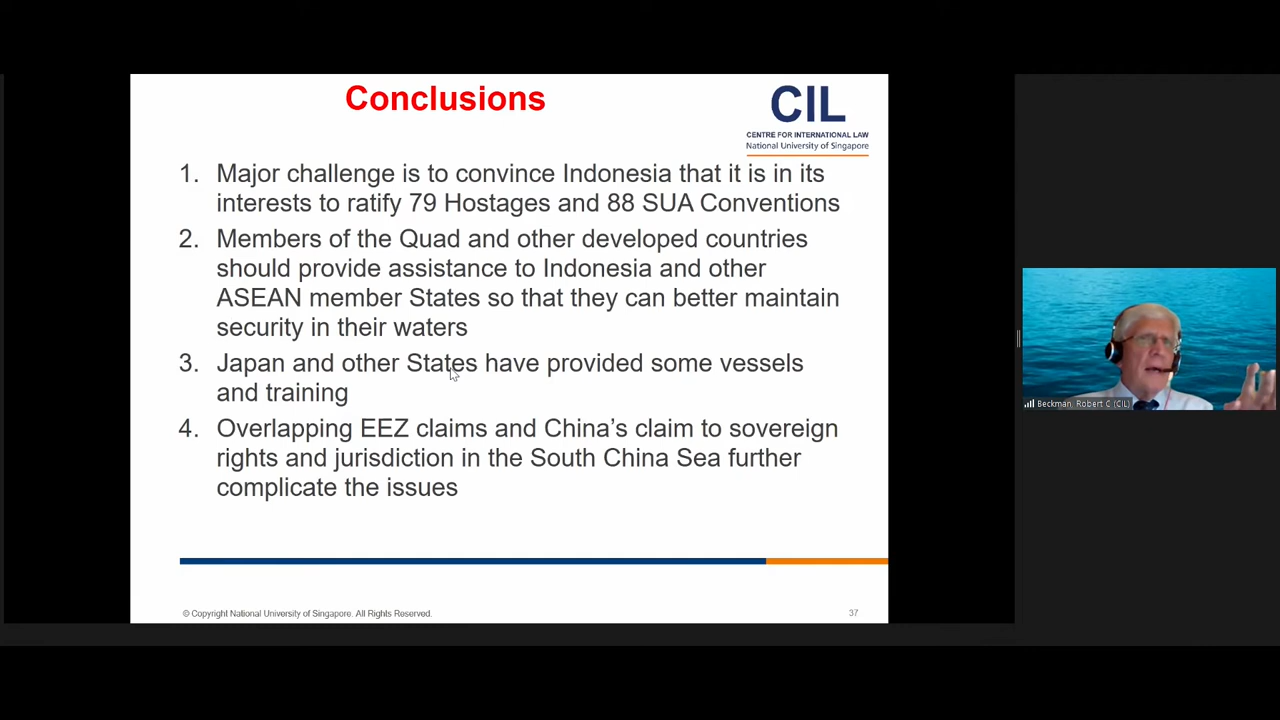 Conclusions
CIL
CENTRE FOR INTERNATIONAL LAW
National University of Singapore
1. Major challenge is to convince Indonesia that it is in its
interests to ratify 79 Hostages and 88 SUA Conventions
2. Members of the Quad and other developed countries
should provide assistance to Indonesia and other
ASEAN member States so that they can better maintain
security in their waters
3. Japan and other States have provided some vessels
and training
4. Overlapping EEZ claims and China's claim to sovereign
rights and jurisdiction in the South China Sea further
complicate the issues
© Copyright National University of Singapore. All Rights Reserved.
37
Beckman, Robert C (CIL)